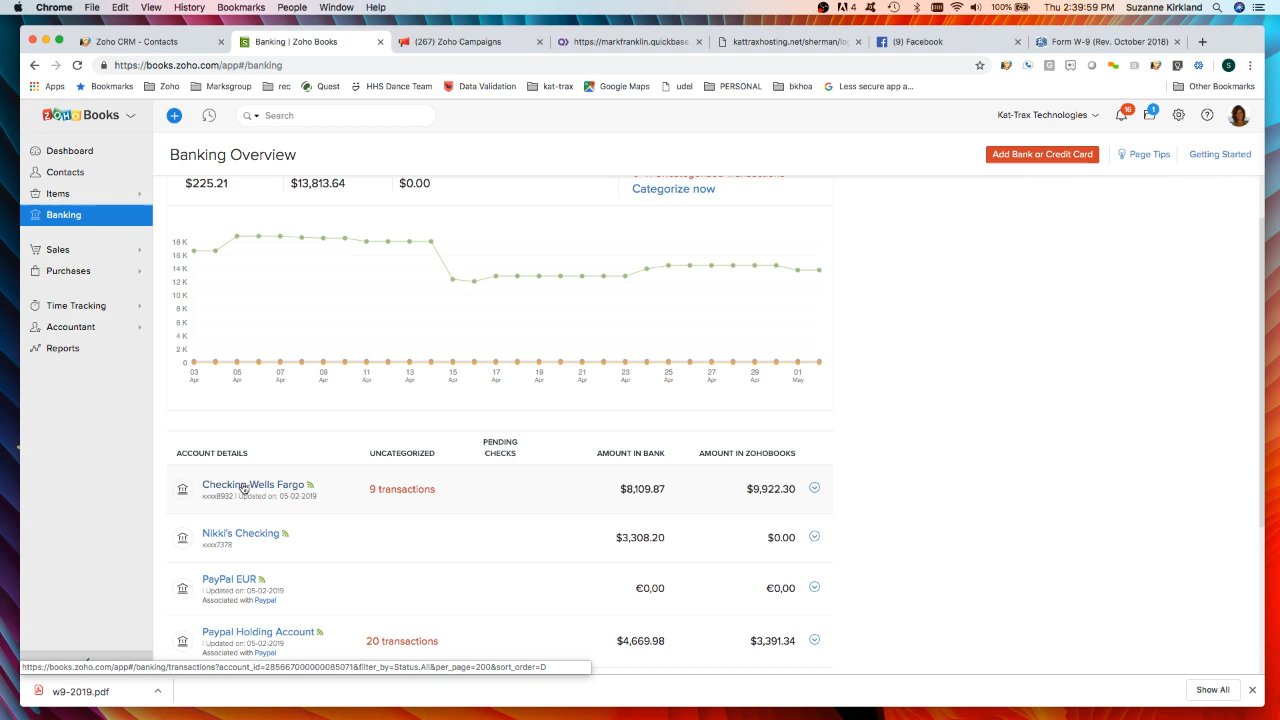 Chrome File Edit View History Bookmarks People Window Help
4 100% Thu 2:39:59 PM Suzanne Kirkland
Zoho CRM - Contacts
Banking | Zoho Books
(267) Zoho Campaigns
https://markfranklin.quickbase
kattraxhosting.net/sherman/log
(9) Facebook
Form W-9 (Rev. October 2018)
https://books.zoho.com/app#/banking
S
Apps Bookmarks Zoho Marksgroup rec Quest HHS Dance Team Data Validation kat-trax Google Maps udel PERSONAL bkhoa Less secure app a... Other Bookmarks
ZOHO Books
Search
Kat-Trax Technologies
16
1
Dashboard
Contacts
Items
Banking
Sales
Purchases
Time Tracking
Accountant
Reports
Banking Overview
Add Bank or Credit Card
Page Tips
Getting Started
$225.21 $13,813.64 $0.00
Categorize now
18 K
16 K
14 K
12 K
10 K
8 K
6 K
4 K
2 K
0
03 05 07 09 11 13 15 17 19 21 23 25 27 29 01
Apr Apr Apr Apr Apr Apr Apr Apr Apr Apr Apr Apr Apr Apr May
ACCOUNT DETAILS UNCATEGORIZED PENDING CHECKS AMOUNT IN BANK AMOUNT IN ZOHOBOOKS
Checking Wells Fargo
xxxx8932 | Updated on: 05-02-2019
9 transactions $8,109.87 $9,922.30
Nikki's Checking
xxxx7378
$3,308.20 $0.00
PayPal EUR
| Updated on: 05-02-2019
Associated with Paypal
€0,00 €0,00
Paypal Holding Account
| Updated on: 05-02-2019
Associated with Paypal
20 transactions $4,669.98 $3,391.34
https://books.zoho.com/app#/banking/transactions?account_id=285667000000085071&filter_by=Status.All&per_page=200&sort_order=D
w9-2019.pdf
Show All